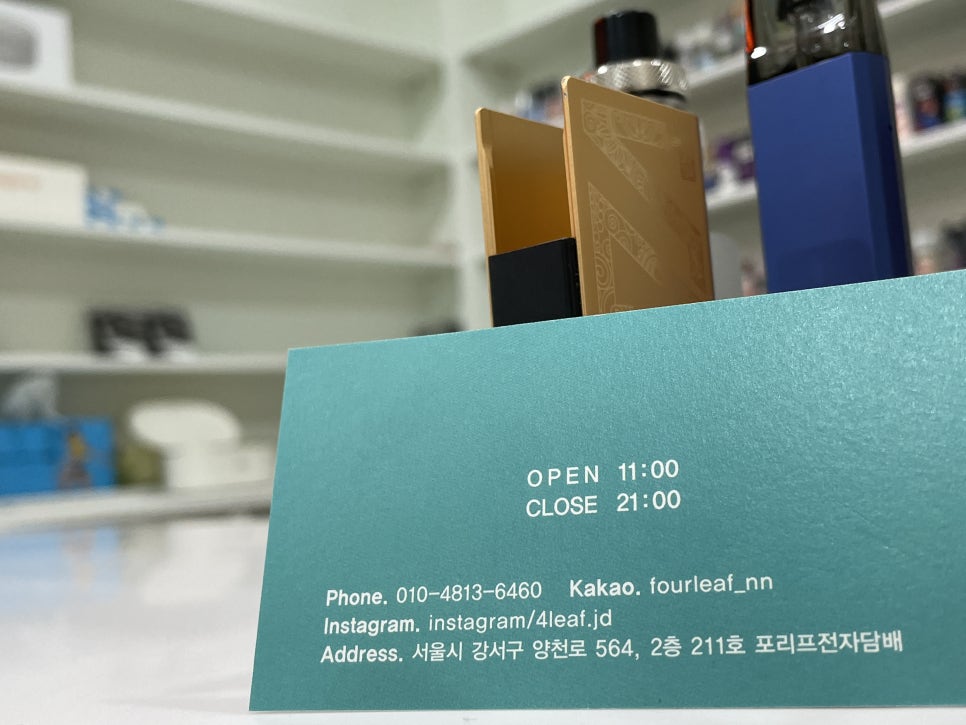 OPEN 11:00
CLOSE 21:00
Phone. 010-4813-6460 Kakao. fourleaf_nn
Instagram. instagram/4leaf.jd
Address. 서울시 강서구 양천로 564, 2층 211호 포리프전자담배